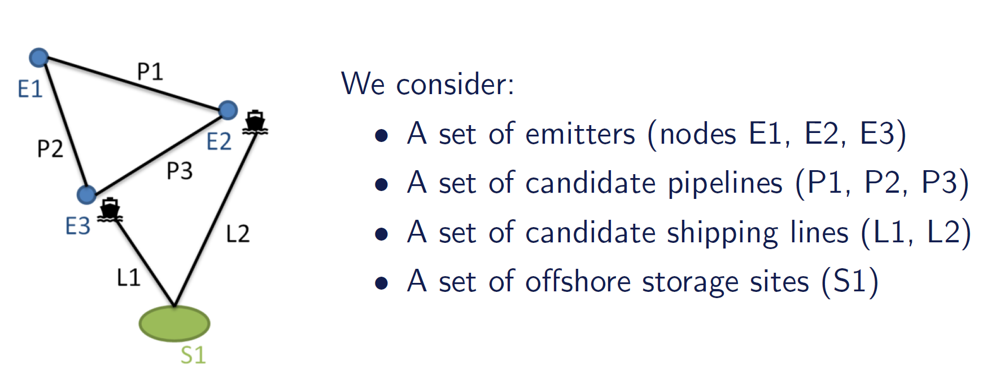 E1
P1
E2
P2
P3
E3
L2
L1
S1
We consider:
• A set of emitters (nodes E1, E2, E3)
• A set of candidate pipelines (P1, P2, P3)
• A set of candidate shipping lines (L1, L2)
• A set of offshore storage sites (S1)